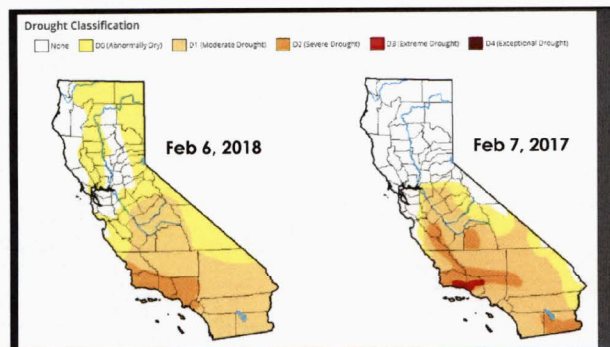 Drought Classification
None D0 (Abnormally Dry) D1 (Moderate Drought) D2 (Severe Drought) D3 (Extreme Drought) D4 (Exceptional Drought)
Feb 6, 2018
Feb 7, 2017